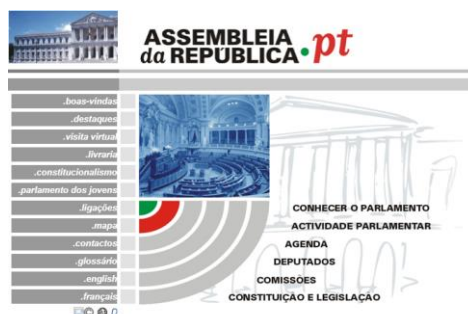 ASSEMBLEIA
da REPÚBLICA.pt
.boas-vindas
.destaques
.visita virtual
.livraria
.constitucionalismo
.parlamento dos jovens
.ligações
.mapa
.contactos
.glossário
.english
.français
CONHECER O PARLAMENTO
ACTIVIDADE PARLAMENTAR
AGENDA
DEPUTADOS
COMISSÕES
CONSTITUIÇÃO E LEGISLAÇÃO